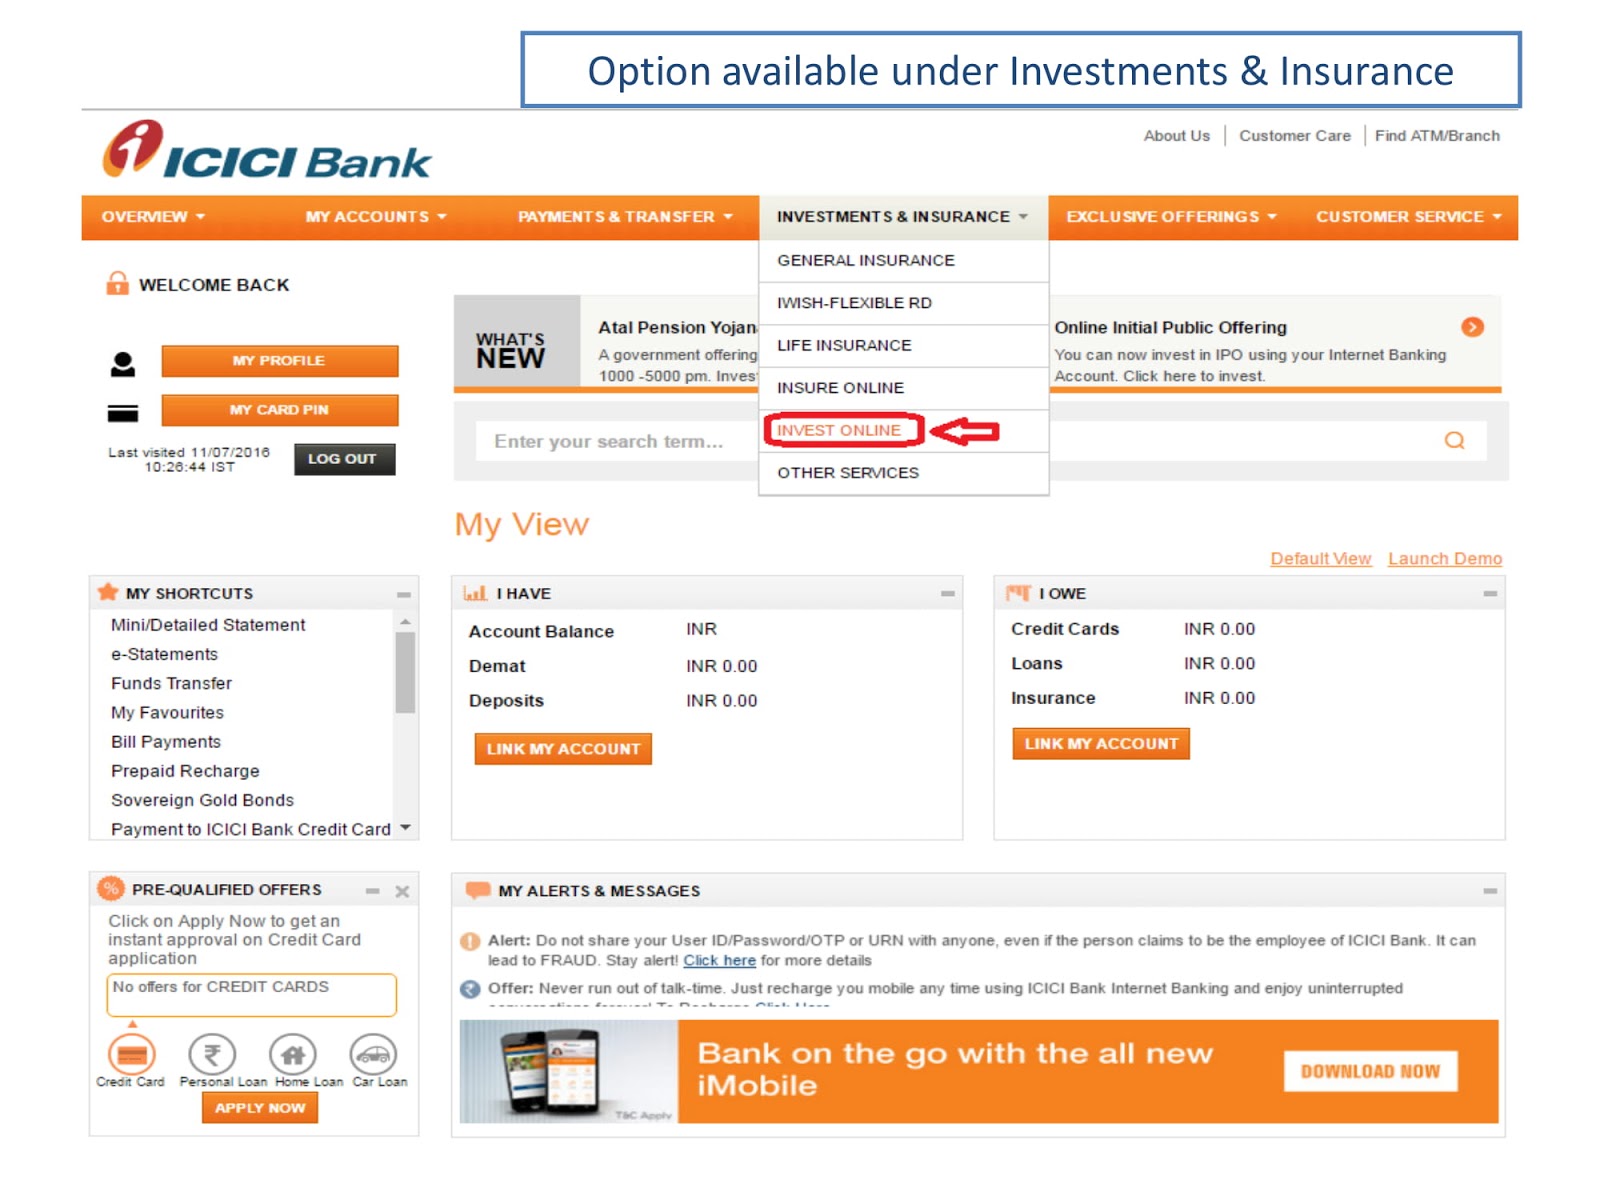 Option available under Investments & Insurance
ICICI Bank
About Us Customer Care Find ATM/Branch
OVERVIEW MY ACCOUNTS PAYMENTS & TRANSFER INVESTMENTS & INSURANCE EXCLUSIVE OFFERINGS CUSTOMER SERVICE
GENERAL INSURANCE
IWISH-FLEXIBLE RD
LIFE INSURANCE
INSURE ONLINE
INVEST ONLINE
OTHER SERVICES
WELCOME BACK
MY PROFILE
MY CARD PIN
Last visited 11/07/2016
10:26:44 IST
LOG OUT
WHAT'S
NEW
Atal Pension Yojan
A government offering
1000 -5000 pm. Inves
Online Initial Public Offering
You can now invest in IPO using your Internet Banking
Account. Click here to invest.
Enter your search term...
My View
Default View Launch Demo
MY SHORTCUTS
Mini/Detailed Statement
e-Statements
Funds Transfer
My Favourites
Bill Payments
Prepaid Recharge
Sovereign Gold Bonds
Payment to ICICI Bank Credit Card
I HAVE
Account Balance INR
Demat INR 0.00
Deposits INR 0.00
LINK MY ACCOUNT
I OWE
Credit Cards INR 0.00
Loans INR 0.00
Insurance INR 0.00
LINK MY ACCOUNT
PRE-QUALIFIED OFFERS
Click on Apply Now to get an
instant approval on Credit Card
application
No offers for CREDIT CARDS
Credit Card Personal Loan Home Loan Car Loan
APPLY NOW
MY ALERTS & MESSAGES
Alert: Do not share your User ID/Password/OTP or URN with anyone, even if the person claims to be the employee of ICICI Bank. It can
lead to FRAUD. Stay alert! Click here for more details
Offer: Never run out of talk-time. Just recharge you mobile any time using ICICI Bank Internet Banking and enjoy uninterrupted
Bank on the go with the all new
iMobile
T&C Apply
DOWNLOAD NOW